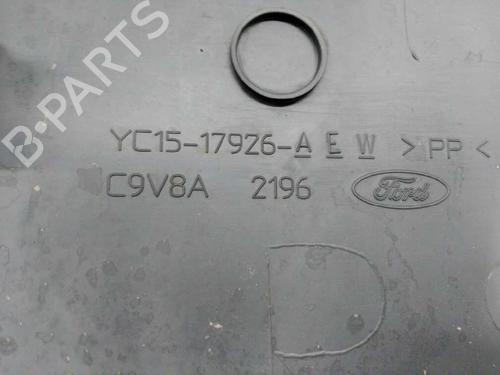 B-PARTS
YC15-17926-A E W > PP <
C9V8A 2196 Ford
D